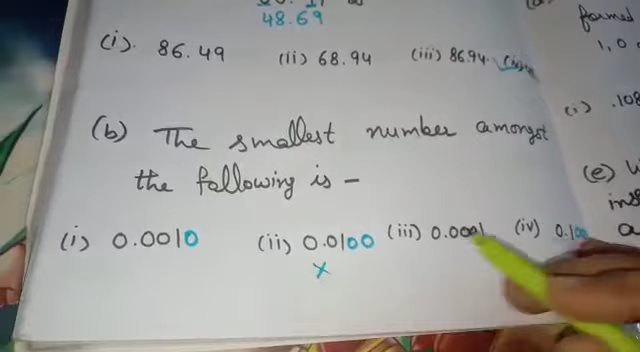 48.69
(i). 86.49 (ii) 68.94 (iii) 86.94
(b) The smallest number amongst
the following is -
(i) 0.0010 (ii) 0.0100 (iii) 0.0001 (iv) 0.100
x
formed
1, 0
(i) .108
(e)